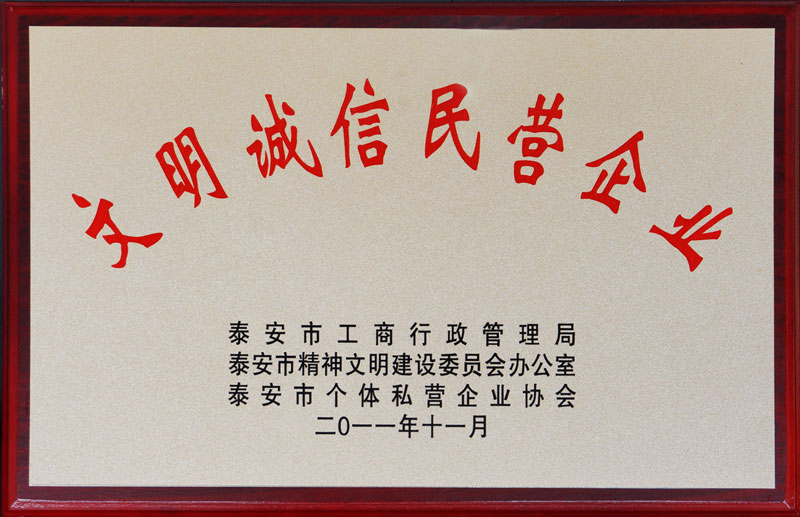 文明诚信民营企业
泰安市工商行政管理局
泰安市精神文明建设委员会办公室
泰安市个体私营企业协会
二0一一年十一月